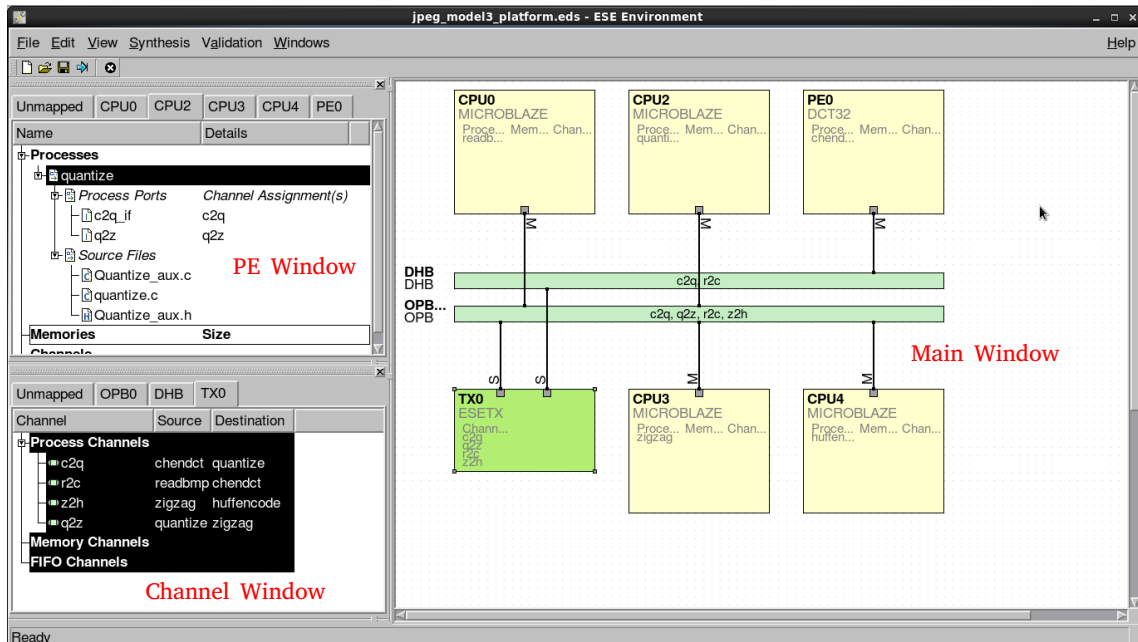 jpeg_model3_platform.eds - ESE Environment
File Edit View Synthesis Validation Windows Help
Unmapped CPU0 CPU2 CPU3 CPU4 PE0
Name Details
Processes
quantize
Process Ports Channel Assignment(s)
c2q_if c2q
q2z q2z
Source Files
Quantize_aux.c
quantize.c
Quantize_aux.h
PE Window
Memories Size
Channels
Unmapped OPB0 DHB TX0
Channel Source Destination
Process Channels
c2q chendct quantize
r2c readbmp chendct
z2h zigzag huffencode
q2z quantize zigzag
Memory Channels
FIFO Channels
Channel Window
Ready
CPU0
MICROBLAZE
Proce... Mem... Chan...
readb...
M
CPU2
MICROBLAZE
Proce... Mem... Chan...
quanti...
M
PE0
DCT32
Proce... Mem... Chan...
chend...
M
DHB
DHB
c2q, r2c
OPB...
OPB
c2q, q2z, r2c, z2h
Main Window
S
S
TX0
ESETX
Chann...
c2q
q2z
r2c
z2h
M
CPU3
MICROBLAZE
Proce... Mem... Chan...
zigzag
M
CPU4
MICROBLAZE
Proce... Mem... Chan...
huffen...